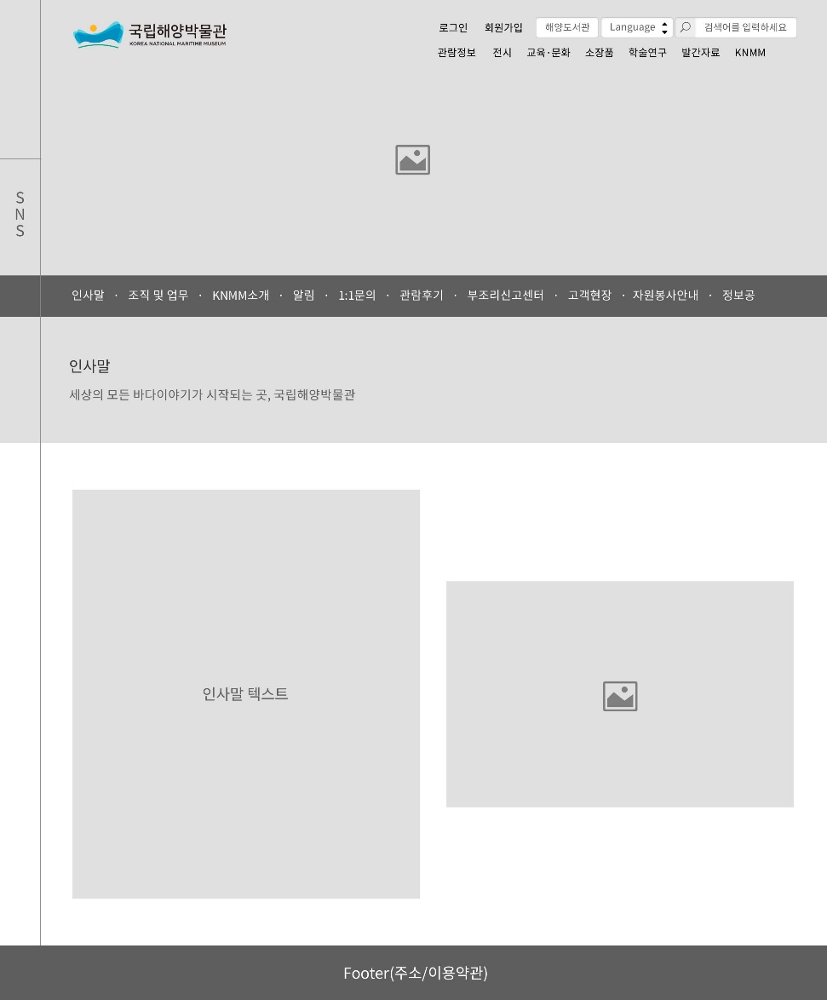 국립해양박물관
KOREA NATIONAL MARITIME MUSEUM
로그인 회원가입 해양도서관 Language 검색어를 입력하세요
관람정보 전시 교육·문화 소장품 학술연구 발간자료 KNMM
S
N
S
인사말 · 조직 및 업무 · KNMM소개 · 알림 · 1:1문의 · 관람후기 · 부조리신고센터 · 고객현장 · 자원봉사안내 · 정보공
인사말
세상의 모든 바다이야기가 시작되는 곳, 국립해양박물관
인사말 텍스트
Footer(주소/이용약관)